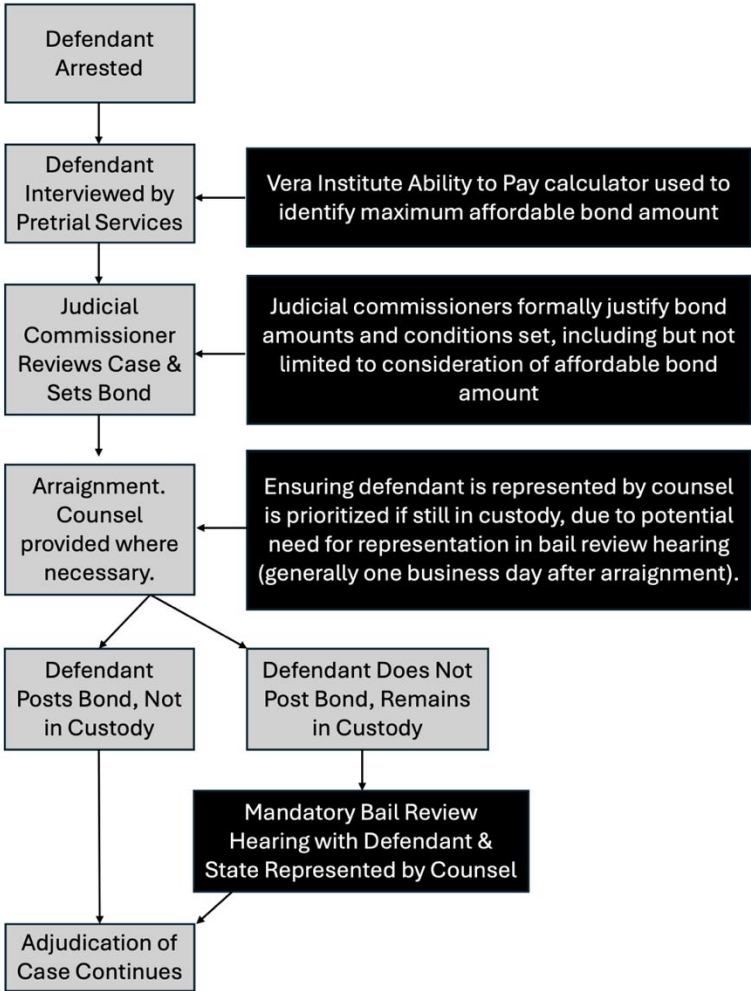 Defendant
Arrested
Defendant
Interviewed by
Pretrial Services
Vera Institute Ability to Pay calculator used to
identify maximum affordable bond amount
Judicial
Commissioner
Reviews Case &
Sets Bond
Judicial commissioners formally justify bond
amounts and conditions set, including but not
limited to consideration of affordable bond
amount
Arraignment.
Counsel
provided where
necessary.
Ensuring defendant is represented by counsel
is prioritized if still in custody, due to potential
need for representation in bail review hearing
(generally one business day after arraignment).
Defendant
Posts Bond, Not
in Custody
Defendant Does Not
Post Bond, Remains
in Custody
Mandatory Bail Review
Hearing with Defendant &
State Represented by Counsel
Adjudication of
Case Continues